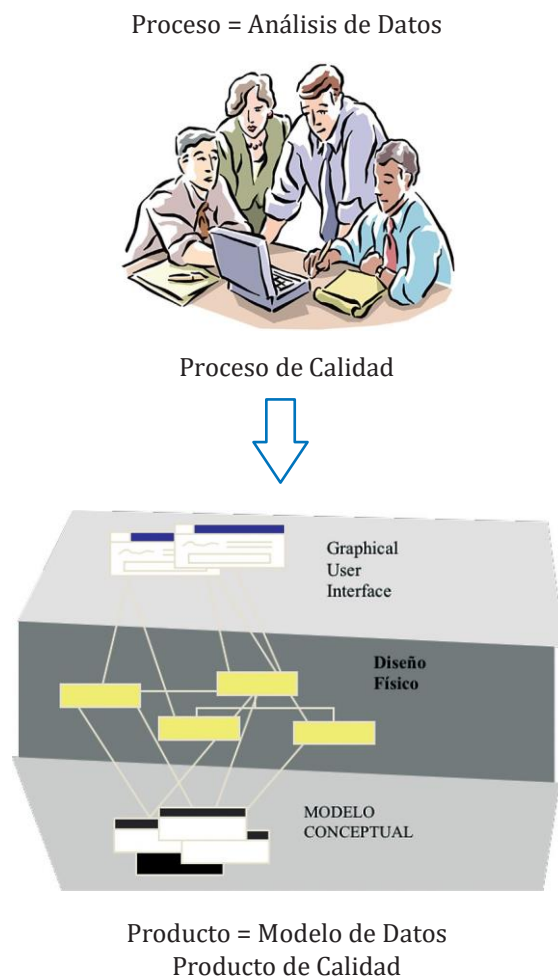 Proceso = Análisis de Datos
Proceso de Calidad
Graphical
User
Interface
Diseño
Físico
MODELO
CONCEPTUAL
Producto = Modelo de Datos
Producto de Calidad